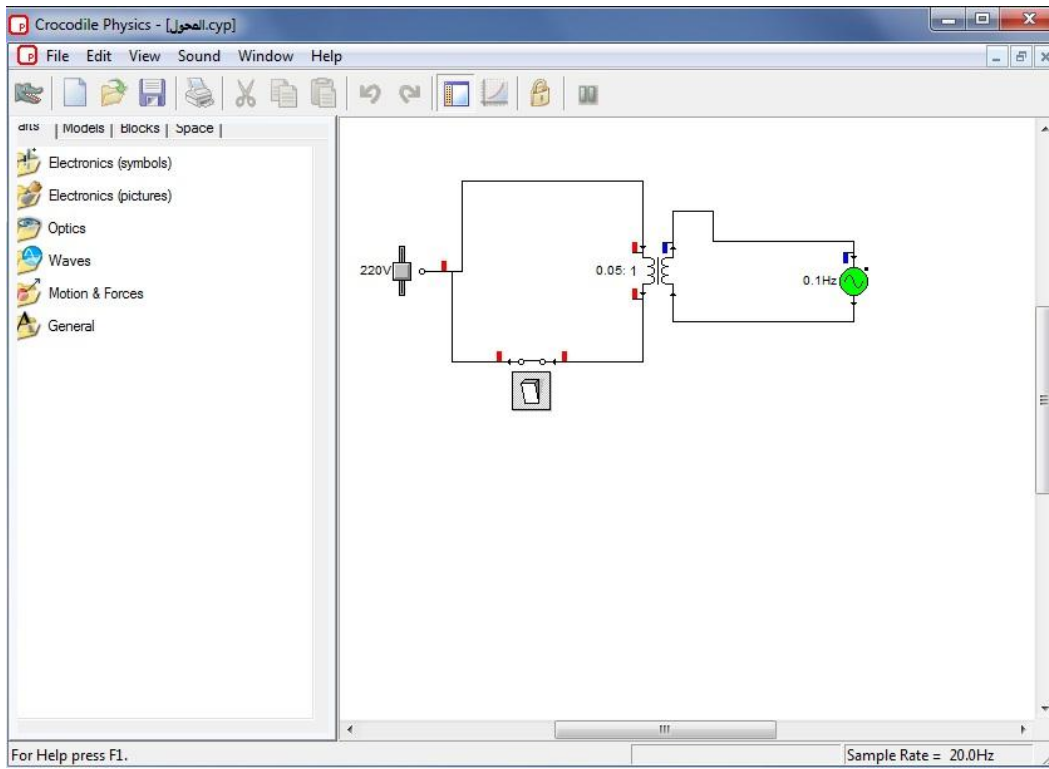 Crocodile Physics - [المحول.cyp]
File Edit View Sound Window Help
arts | Models | Blocks | Space |
Electronics (symbols)
Electronics (pictures)
Optics
Waves
Motion & Forces
General
220V
0.05: 1
0.1Hz
For Help press F1.
Sample Rate = 20.0Hz